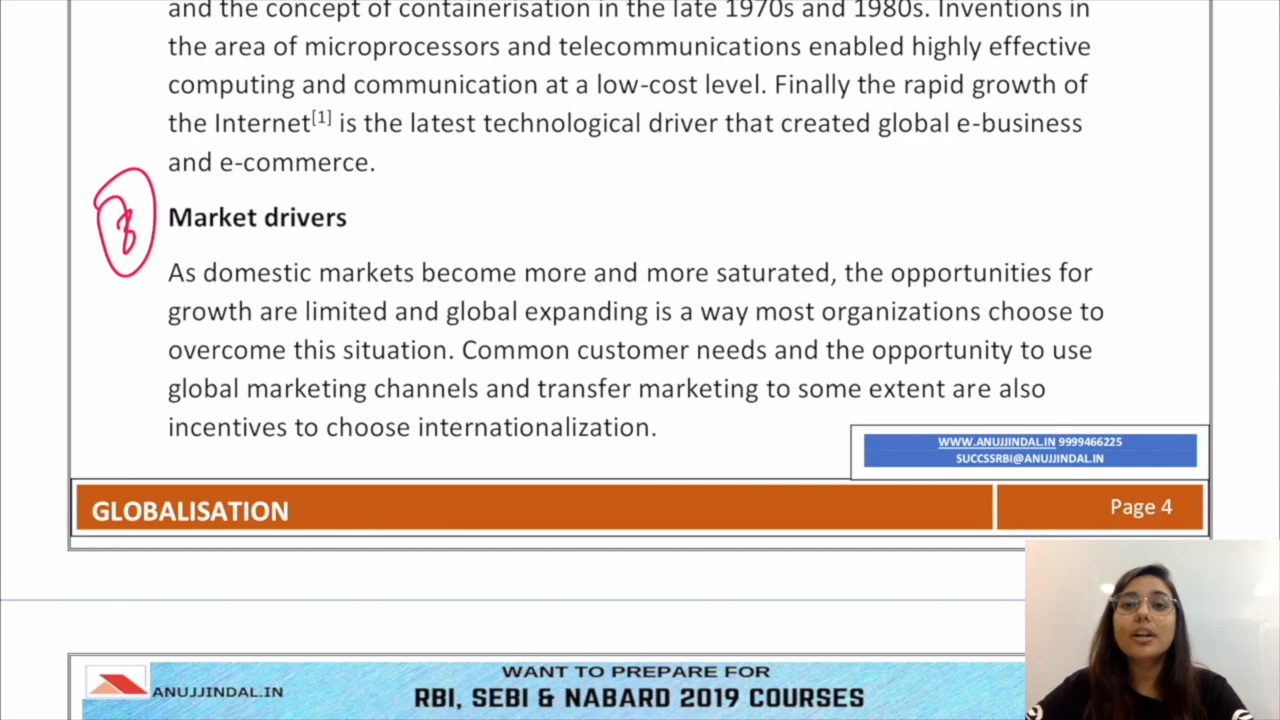 and the concept of containerisation in the late 1970s and 1980s. Inventions in
the area of microprocessors and telecommunications enabled highly effective
computing and communication at a low-cost level. Finally the rapid growth of
the Internet[1] is the latest technological driver that created global e-business
and e-commerce.
Market drivers
As domestic markets become more and more saturated, the opportunities for
growth are limited and global expanding is a way most organizations choose to
overcome this situation. Common customer needs and the opportunity to use
global marketing channels and transfer marketing to some extent are also
incentives to choose internationalization.
WWW.ANUJJINDAL.IN 9999466225
SUCCSSRBI@ANUJJINDAL.IN
GLOBALISATION
Page 4
WANT TO PREPARE FOR
ANUJJINDAL.IN
RBI, SEBI & NABARD 2019 COURSES